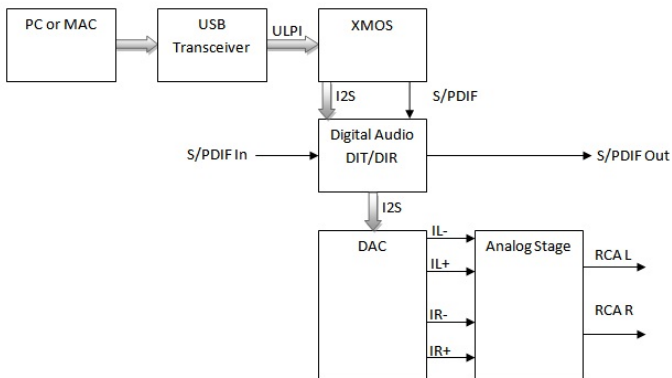 PC or MAC
USB
Transceiver
ULPI
XMOS
I2S
S/PDIF
S/PDIF In
Digital Audio
DIT/DIR
S/PDIF Out
I2S
DAC
IL-
IL+
IR-
IR+
Analog Stage
RCA L
RCA R